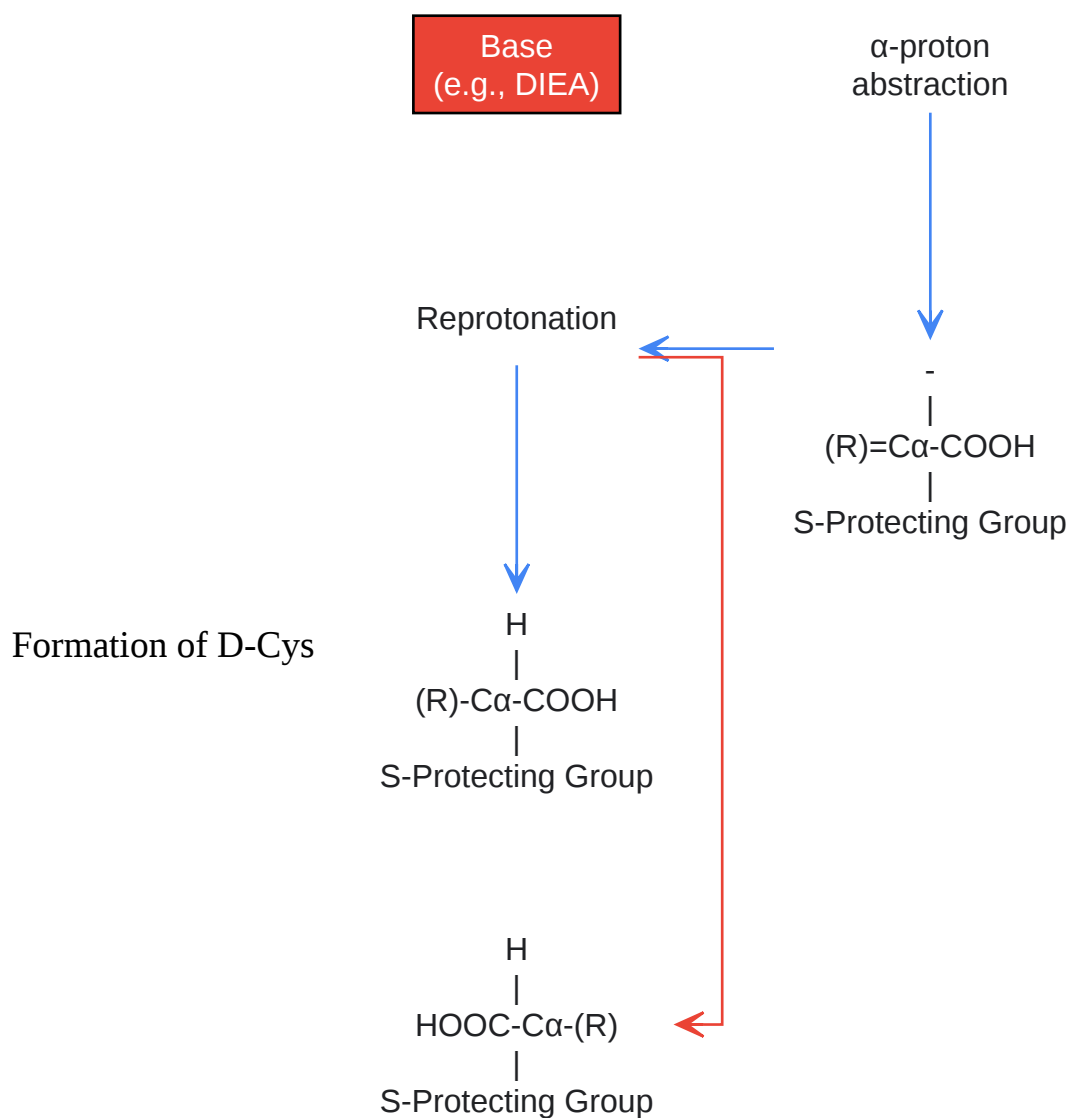 Base
(e.g., DIEA)
α-proton
abstraction
Reprotonation
-
|
(R)=Cα-COOH
|
S-Protecting Group
Formation of D-Cys
H
|
(R)-Cα-COOH
|
S-Protecting Group
H
|
HOOC-Cα-(R)
|
S-Protecting Group